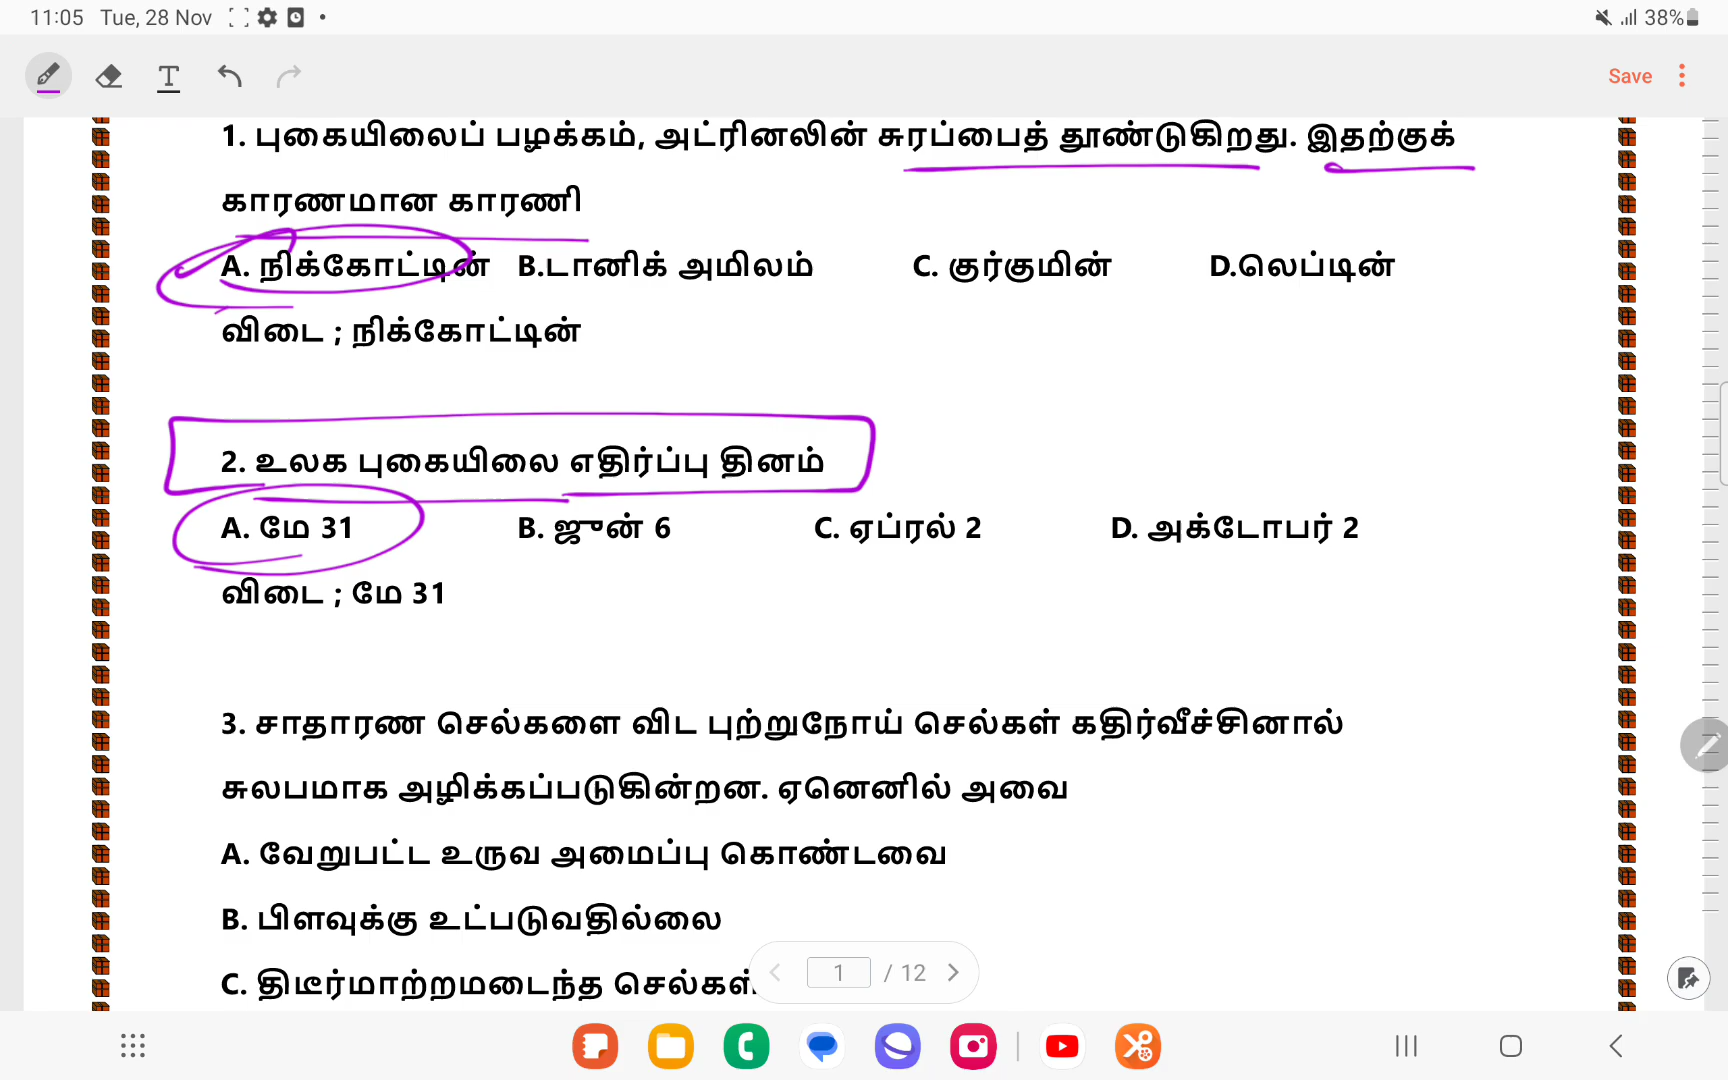 11:05 Tue, 28 Nov 38%
Save
1. புகையிலைப் பழக்கம், அட்ரினலின் சுரப்பைத் தூண்டுகிறது. இதற்குக்
காரணமான காரணி
A. நிக்கோட்டின் B.டானிக் அமிலம் C. குர்குமின் D.லெப்டின்
விடை ; நிக்கோட்டின்
2. உலக புகையிலை எதிர்ப்பு தினம்
A. மே 31 B. ஜுன் 6 C. ஏப்ரல் 2 D. அக்டோபர் 2
விடை ; மே 31
3. சாதாரண செல்களை விட புற்றுநோய் செல்கள் கதிர்வீச்சினால்
சுலபமாக அழிக்கப்படுகின்றன. ஏனெனில் அவை
A. வேறுபட்ட உருவ அமைப்பு கொண்டவை
B. பிளவுக்கு உட்படுவதில்லை
C. திடீர்மாற்றமடைந்த செல்கள்
1 / 12